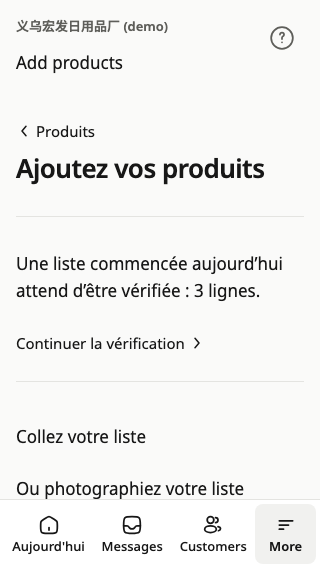 义乌宏发日用品厂 (demo)
Add products
?
Produits
Ajoutez vos produits
Une liste commencée aujourd’hui
attend d’être vérifiée : 3 lignes.
Continuer la vérification
Collez votre liste
Ou photographiez votre liste
Aujourd'hui Messages Customers More